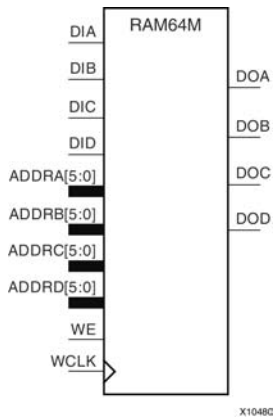 RAM64M
DIA
DIB
DIC
DID
ADDRA[5:0]
ADDRB[5:0]
ADDRC[5:0]
ADDRD[5:0]
WE
WCLK
DOA
DOB
DOC
DOD